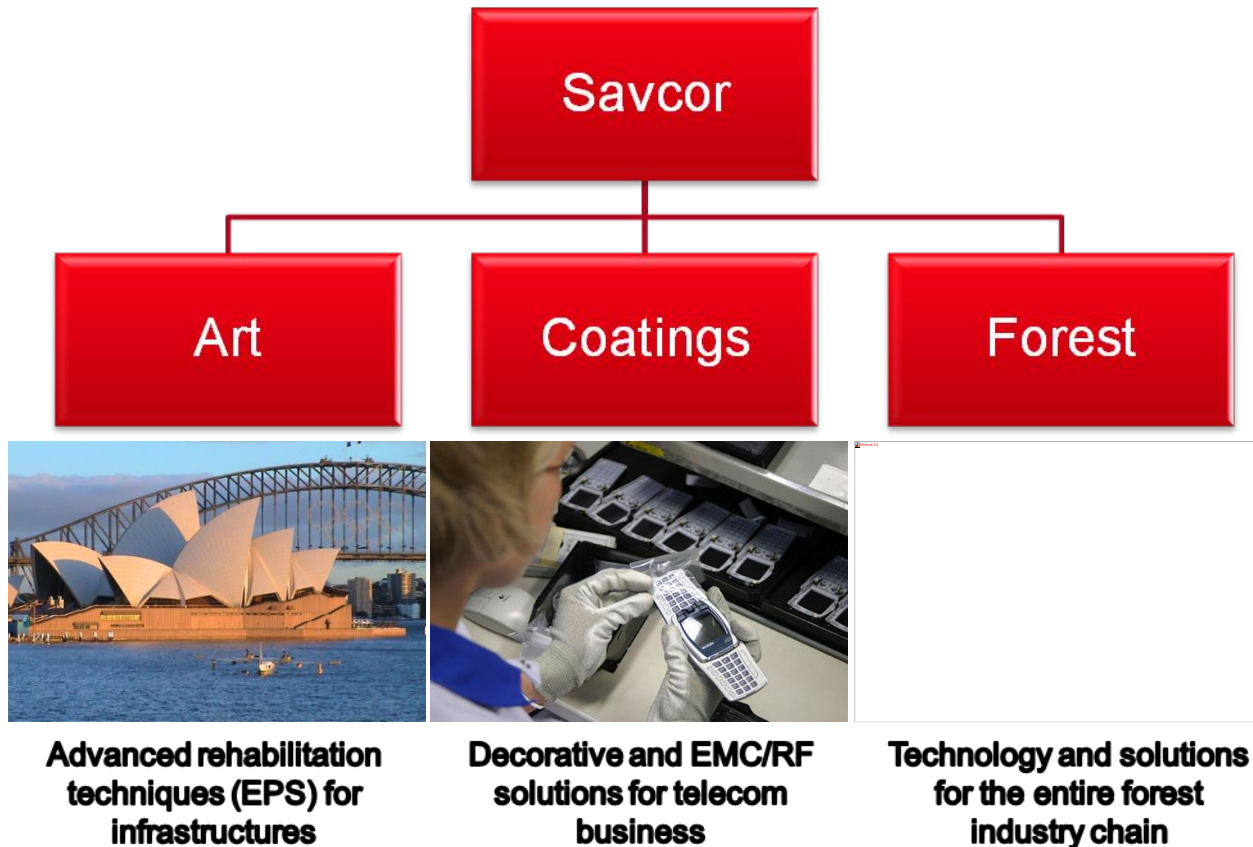 Savcor
Art
Coatings
Forest
Advanced rehabilitation
techniques (EPS) for
infrastructures
Decorative and EMC/RF
solutions for telecom
business
Technology and solutions
for the entire forest
industry chain